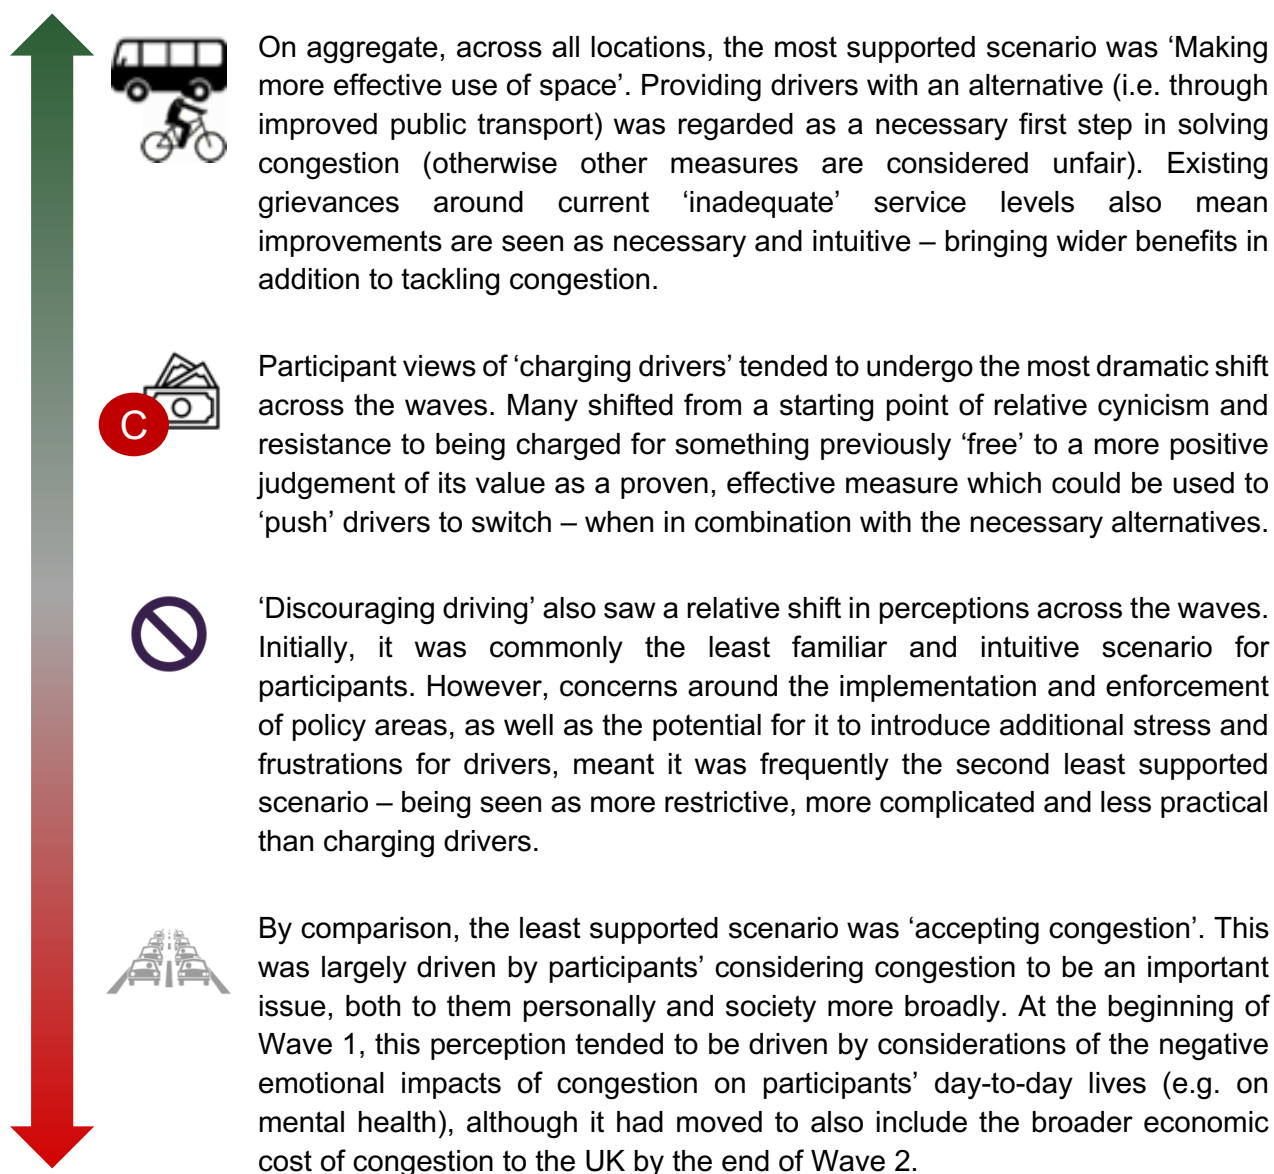 On aggregate, across all locations, the most supported scenario was ‘Making
more effective use of space’. Providing drivers with an alternative (i.e. through
improved public transport) was regarded as a necessary first step in solving
congestion (otherwise other measures are considered unfair). Existing
grievances around current ‘inadequate’ service levels also mean
improvements are seen as necessary and intuitive – bringing wider benefits in
addition to tackling congestion.
C
Participant views of ‘charging drivers’ tended to undergo the most dramatic shift
across the waves. Many shifted from a starting point of relative cynicism and
resistance to being charged for something previously ‘free’ to a more positive
judgement of its value as a proven, effective measure which could be used to
‘push’ drivers to switch – when in combination with the necessary alternatives.
‘Discouraging driving’ also saw a relative shift in perceptions across the waves.
Initially, it was commonly the least familiar and intuitive scenario for
participants. However, concerns around the implementation and enforcement
of policy areas, as well as the potential for it to introduce additional stress and
frustrations for drivers, meant it was frequently the second least supported
scenario – being seen as more restrictive, more complicated and less practical
than charging drivers.
By comparison, the least supported scenario was ‘accepting congestion’. This
was largely driven by participants’ considering congestion to be an important
issue, both to them personally and society more broadly. At the beginning of
Wave 1, this perception tended to be driven by considerations of the negative
emotional impacts of congestion on participants’ day-to-day lives (e.g. on
mental health), although it had moved to also include the broader economic
cost of congestion to the UK by the end of Wave 2.